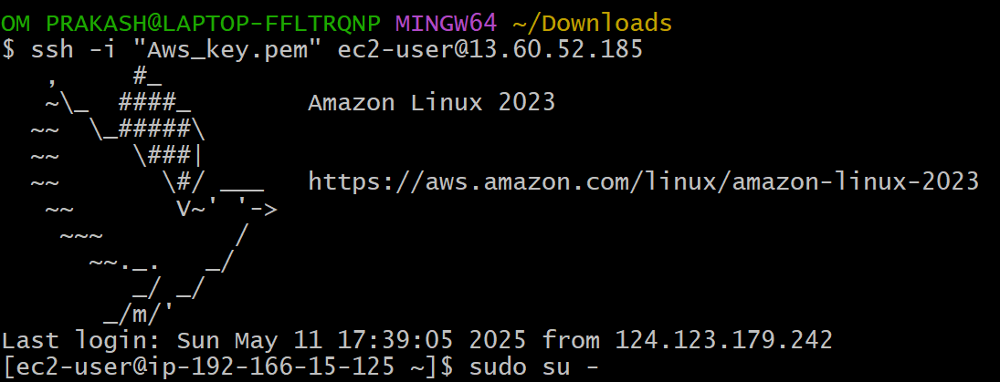 OM PRAKASH@LAPTOP-FFLTRQNP MINGW64 ~/Downloads
$ ssh -i "Aws_key.pem" ec2-user@13.60.52.185
   ,     #_
   ~\_  ####_        Amazon Linux 2023
  ~~  \_#####\
  ~~     \###|
  ~~       \#/ ___   https://aws.amazon.com/linux/amazon-linux-2023
   ~~       V~' '->
    ~~~         /
      ~~._.   _/
         _/ _/
       _/m/'
Last login: Sun May 11 17:39:05 2025 from 124.123.179.242
[ec2-user@ip-192-166-15-125 ~]$ sudo su -